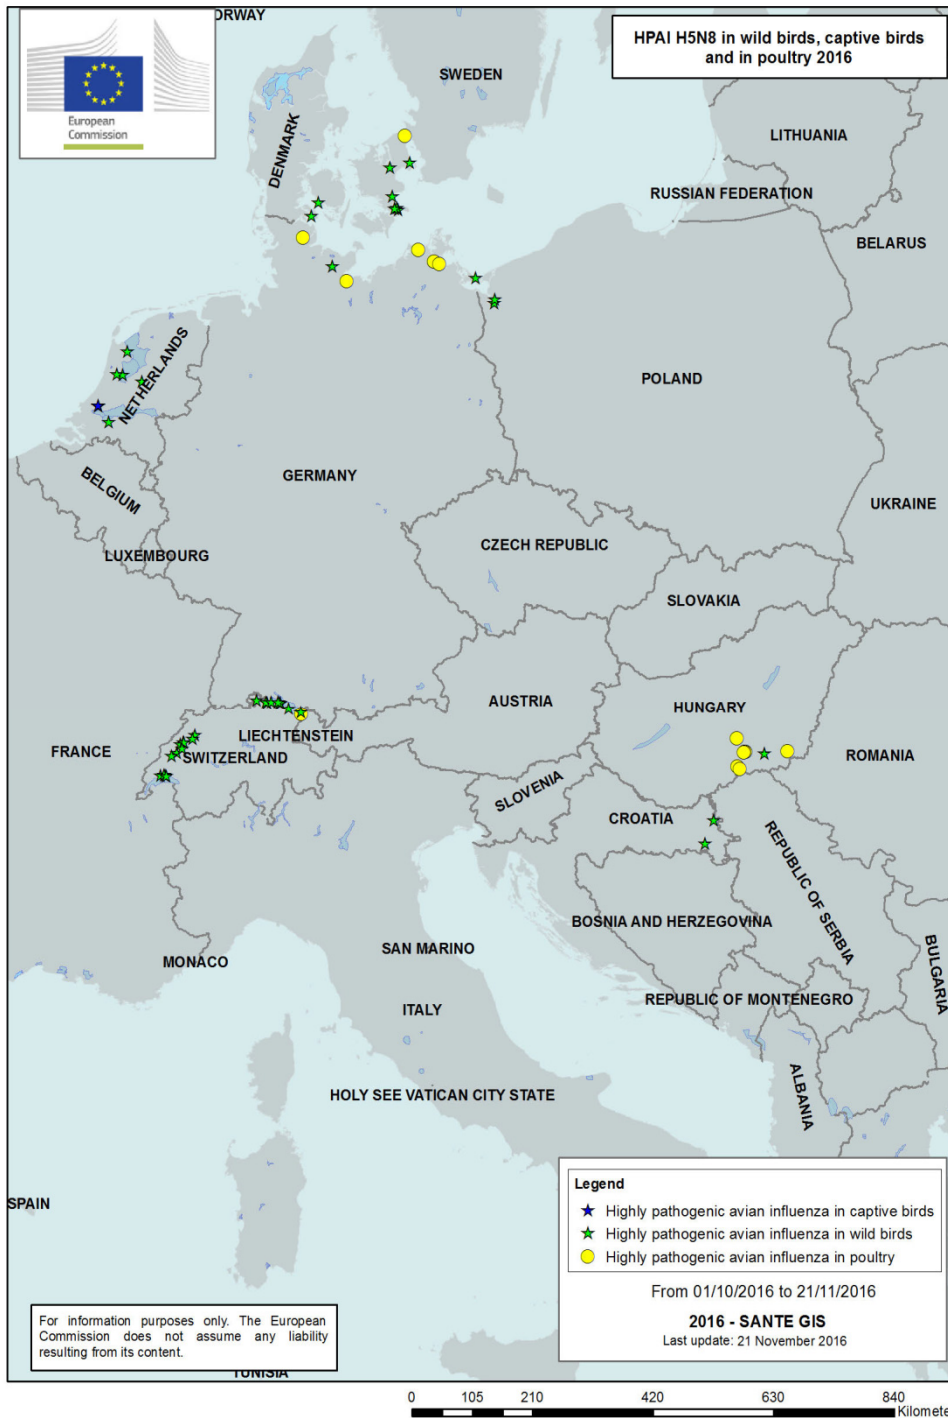 ORWAY
European
Commission
HPAI H5N8 in wild birds, captive birds
and in poultry 2016
SWEDEN
DENMARK
LITHUANIA
RUSSIAN FEDERATION
BELARUS
NETHERLANDS
POLAND
BELGIUM
GERMANY
UKRAINE
LUXEMBOURG
CZECH REPUBLIC
SLOVAKIA
AUSTRIA
HUNGARY
LIECHTENSTEIN
FRANCE
SWITZERLAND
ROMANIA
SLOVENIA
CROATIA
REPUBLIC OF SERBIA
BOSNIA AND HERZEGOVINA
SAN MARINO
MONACO
BULGARIA
REPUBLIC OF MONTENEGRO
ITALY
ALBANIA
HOLY SEE VATICAN CITY STATE
SPAIN
Legend
Highly pathogenic avian influenza in captive birds
Highly pathogenic avian influenza in wild birds
Highly pathogenic avian influenza in poultry
From 01/10/2016 to 21/11/2016
2016 - SANTE GIS
Last update: 21 November 2016
For information purposes only. The European
Commission does not assume any liability
resulting from its content.
TUNISIA
0 105 210 420 630 840
Kilomete